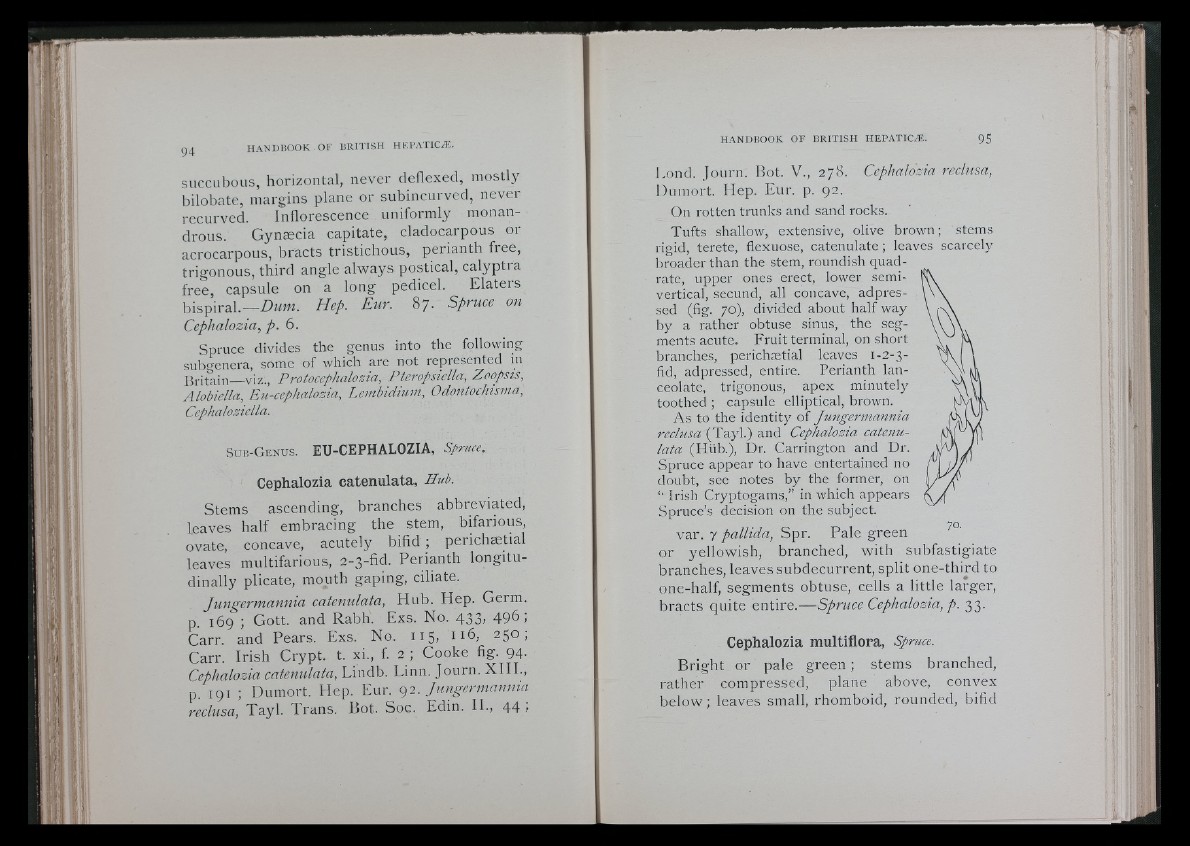 94 HANDBOOK OF BRITISH HEPATICÆ.
succubous, horizontal, never deflexed, mostly
bilobate, margins plane or subincurved, never
recurved. Inflorescence uniformly monan-
drous. Gynæcia capitate, cladocarpous or
acrocarpous, bracts tristichous, perianth free,
trigonous, third angle always postical, calyptra
free, capsule on a long pedicel. Elaters
bispiral.—Dum. Hep. Eur. 87. Spruce on
Cephalozia, p. 6.
Spruce divides the genus into the following
subgenera, some of which are not represented in
Britain—viz., Protocephalozia, Pteropsiella, Zoopsis,
Alobiella, Eu-cephalozia, Lembidium, Odontochisma,
Cephaloziella.
SUB-GENUS. EU-CEPHALOZIA, Spruce.
Cephalozia catenulata, Hub.
Stems ascending, branches abbreviated,
leaves half embracing the stem, bifarious,
ovate, concave, acutely bifid; perichætial
leaves multifarious, 2-3-fid. Perianth longitu-
dinally plicate, mouth gaping, ciliate.
Jungermannia catenulata, Hub. Hep. Germ.
p. 169; Gott. and Rabh. Exs. No. 433, 496;
Carr. and Pears. Exs. No. 115, 116, 250;
Carr. Irish Crypt. t. xi., f. 2; Cooke fig. 94.
Cephalozia catenulata, Lindb. Linn. Journ. XIII.,
p. 191; Dumort. Hep. Eur. 92. Jungermannia
reclusa, Tayl. Trans. Bot. Soc. Edin. II., 44;
HANDBOOK OF BRITISH HEPATICÆ. 95
Lond. Journ. Bot. V., 278. Cephalozia reclusa,
Dumort. Hep. Eur. p. 92.
On rotten trunks and sand rocks.
Tufts shallow, extensive, olive brown; stems
rigid, terete, flexuose, catenulate; leaves scarcely
broader than the stem, roundish quad-
rate, upper ones erect, lower semi-
vertical, secund, all concave, adpres-
sed (fig. 70), divided about half way
by a rather obtuse sinus, the seg-
ments acute. Fruit terminal, on short
branches, perichætial leaves 1-2-3-
fid, adpressed, entire. Perianth lan-
ceolate, trigonous, apex minutely
toothed; capsule elliptical, brown.
As to the identity of Jungermannia
reclusa (Tayl.) and Cephalozia catenu-
lata (Hüb.), Dr. Carrington and Dr.
Spruce appear to have entertained no
doubt, see notes by the former, on
“Irish Cryptogams,” in which appears
Spruce's decision on the subject.
70.
var. γ pallida, Spr. Pale green
or yellowish, branched, with subfastigiate
branches, leaves subdecurrent, split one-third to
one-half, segments obtuse, cells a little larger,
bracts quite entire.—Spruce Cephalozia, p. 33.
Cephalozia multiflora, Spruce.
Bright or pale green; stems branched,
rather compressed, plane above, convex
below; leaves small, rhomboid, rounded, bifid